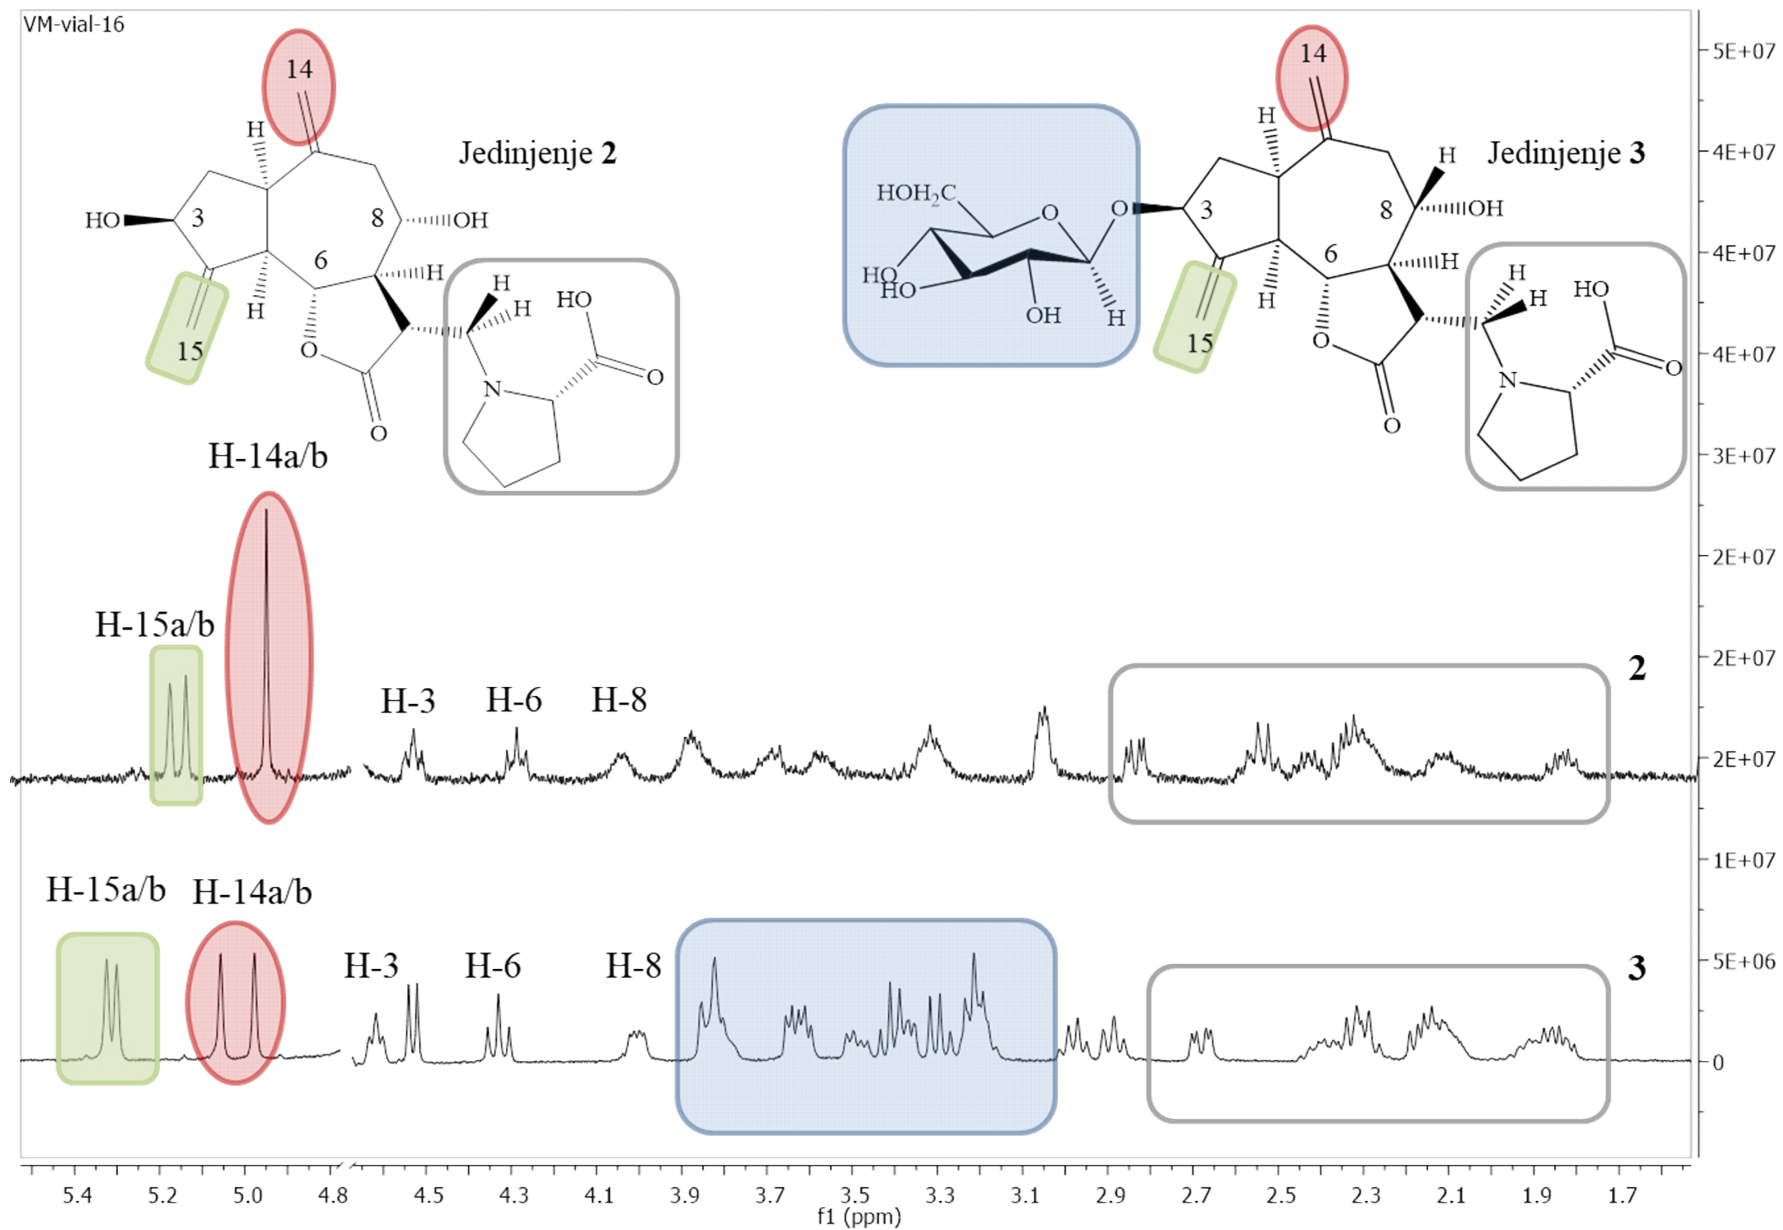 VM-vial-16
14
H
Jedinjenje 2
HO
3
8
OH
6
H
H
15
O
O
H
H
HO
N
O
14
H
Jedinjenje 3
H
HOH₂C
O
O
3
8
OH
6
H
HO
HO
OH
H
H
15
O
O
H
H
HO
N
O
H-14a/b
H-15a/b
H-3
H-6
H-8
2
H-15a/b
H-14a/b
H-3
H-6
H-8
3
5E+07
4E+07
4E+07
4E+07
3E+07
2E+07
2E+07
2E+07
1E+07
5E+06
0
5.4 5.2 5.0 4.8 4.5 4.3 4.1 3.9 3.7 3.5 3.3 3.1 2.9 2.7 2.5 2.3 2.1 1.9 1.7
f1 (ppm)